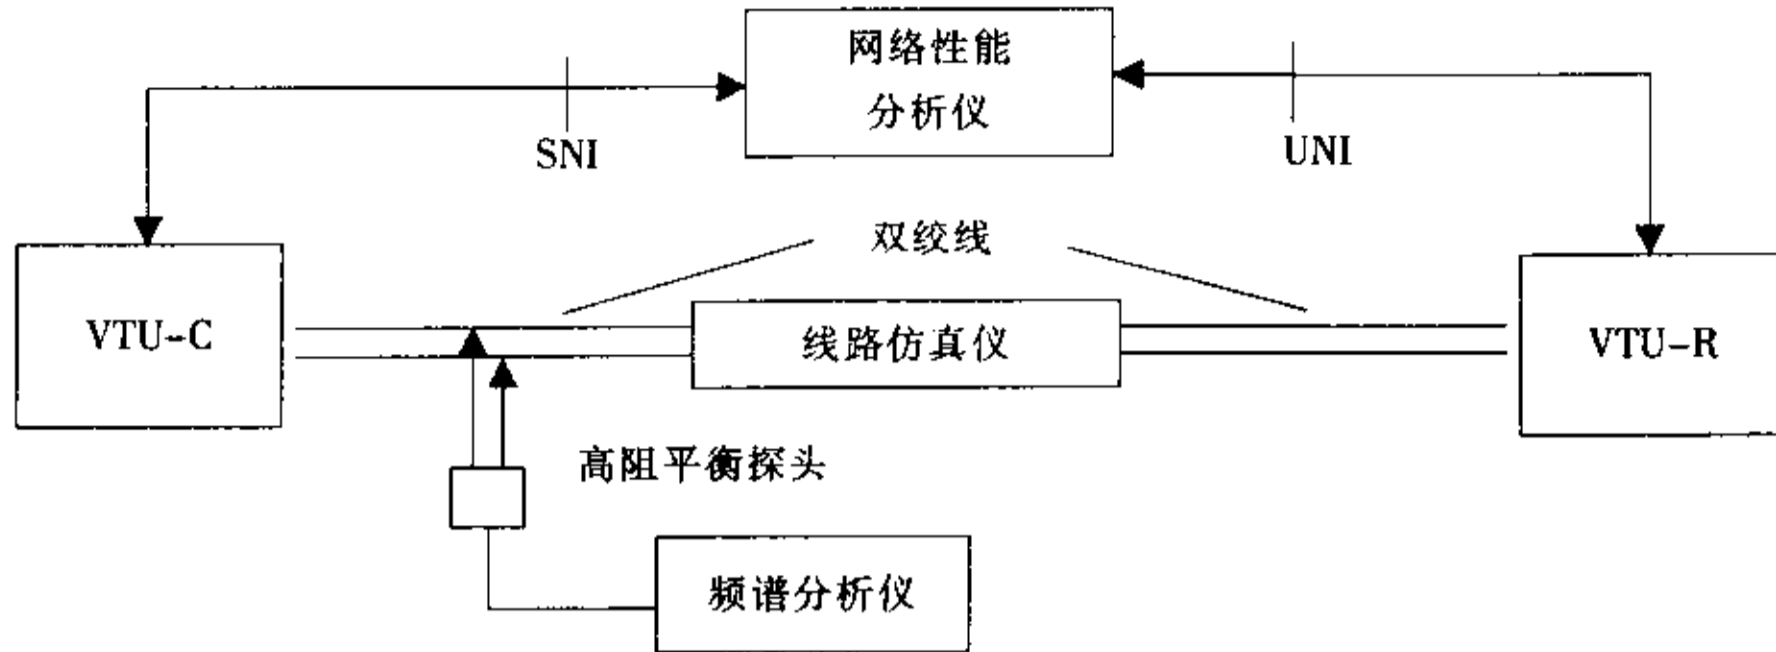 网络性能
分析仪
SNI
UNI
双绞线
VTU-C
线路仿真仪
VTU-R
高阻平衡探头
频谱分析仪